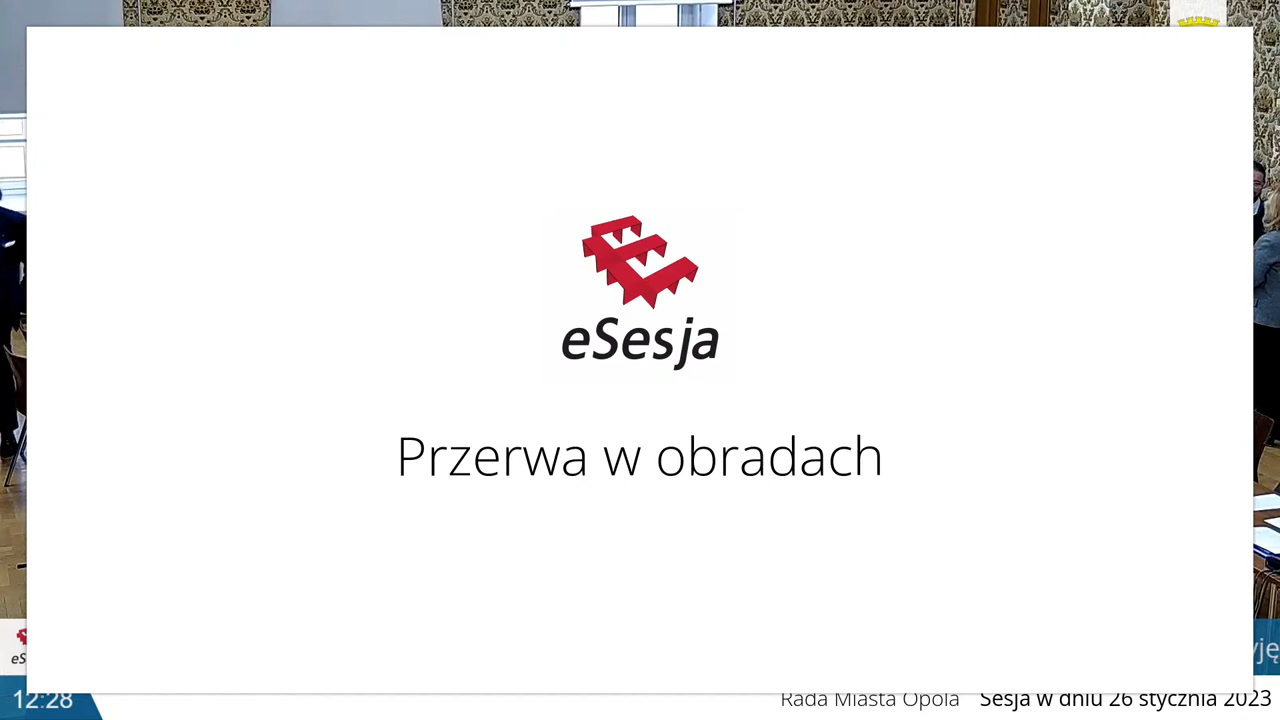 eSesja
Przerwa w obradach
12:28
Rada Miasta Opola Sesja w dniu 26 stycznia 2023